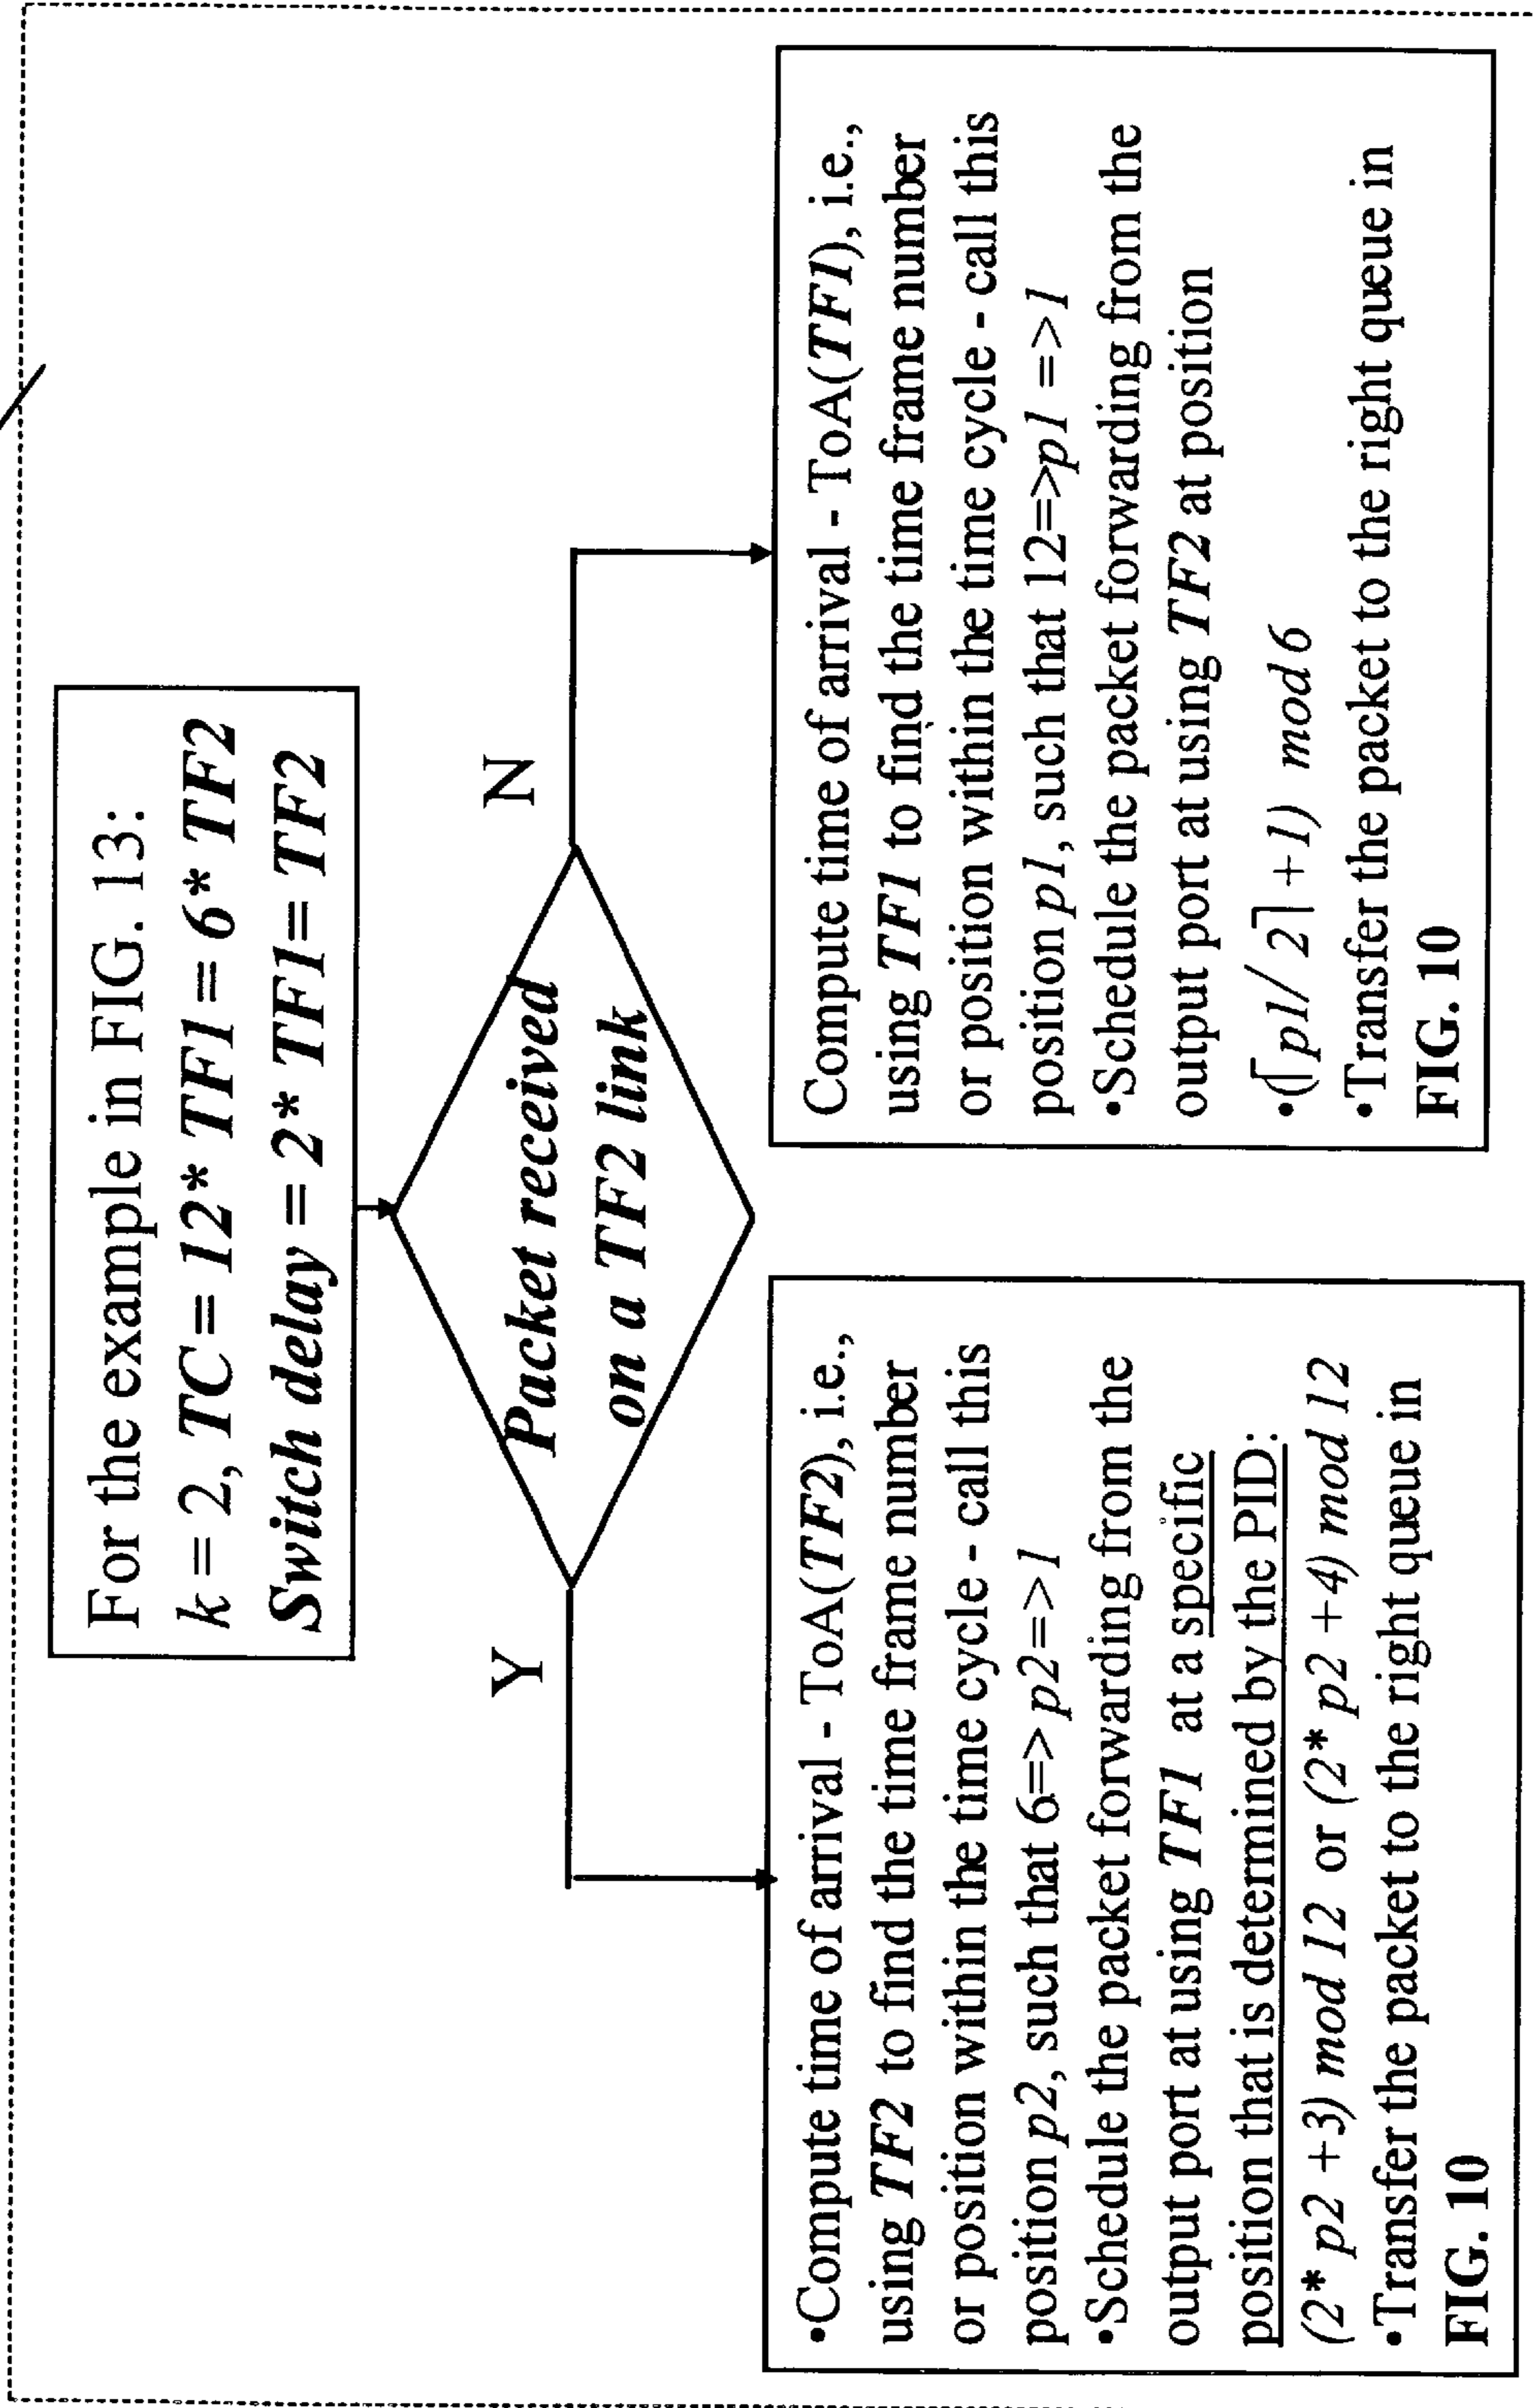 For the example in FIG. 13:
k = 2, TC = 12* TF1 = 6* TF2
Switch delay = 2* TF1= TF2
Packet received
on a TF2 link
Y
N
•Compute time of arrival - ToA(TF2), i.e.,
using TF2 to find the time frame number
or position within the time cycle - call this
position p2, such that 6=> p2=>1
•Schedule the packet forwarding from the
output port at using TF1 at a specific
position that is determined by the PID:
(2* p2 +3) mod 12 or (2* p2 +4) mod 12
•Transfer the packet to the right queue in
FIG. 10
Compute time of arrival - ToA(TF1), i.e.,
using TF1 to find the time frame number
or position within the time cycle - call this
position p1, such that 12=>p1 =>1
•Schedule the packet forwarding from the
output port at using TF2 at position
•(⌈p1/ 2⌉+1) mod 6
•Transfer the packet to the right queue in
FIG. 10